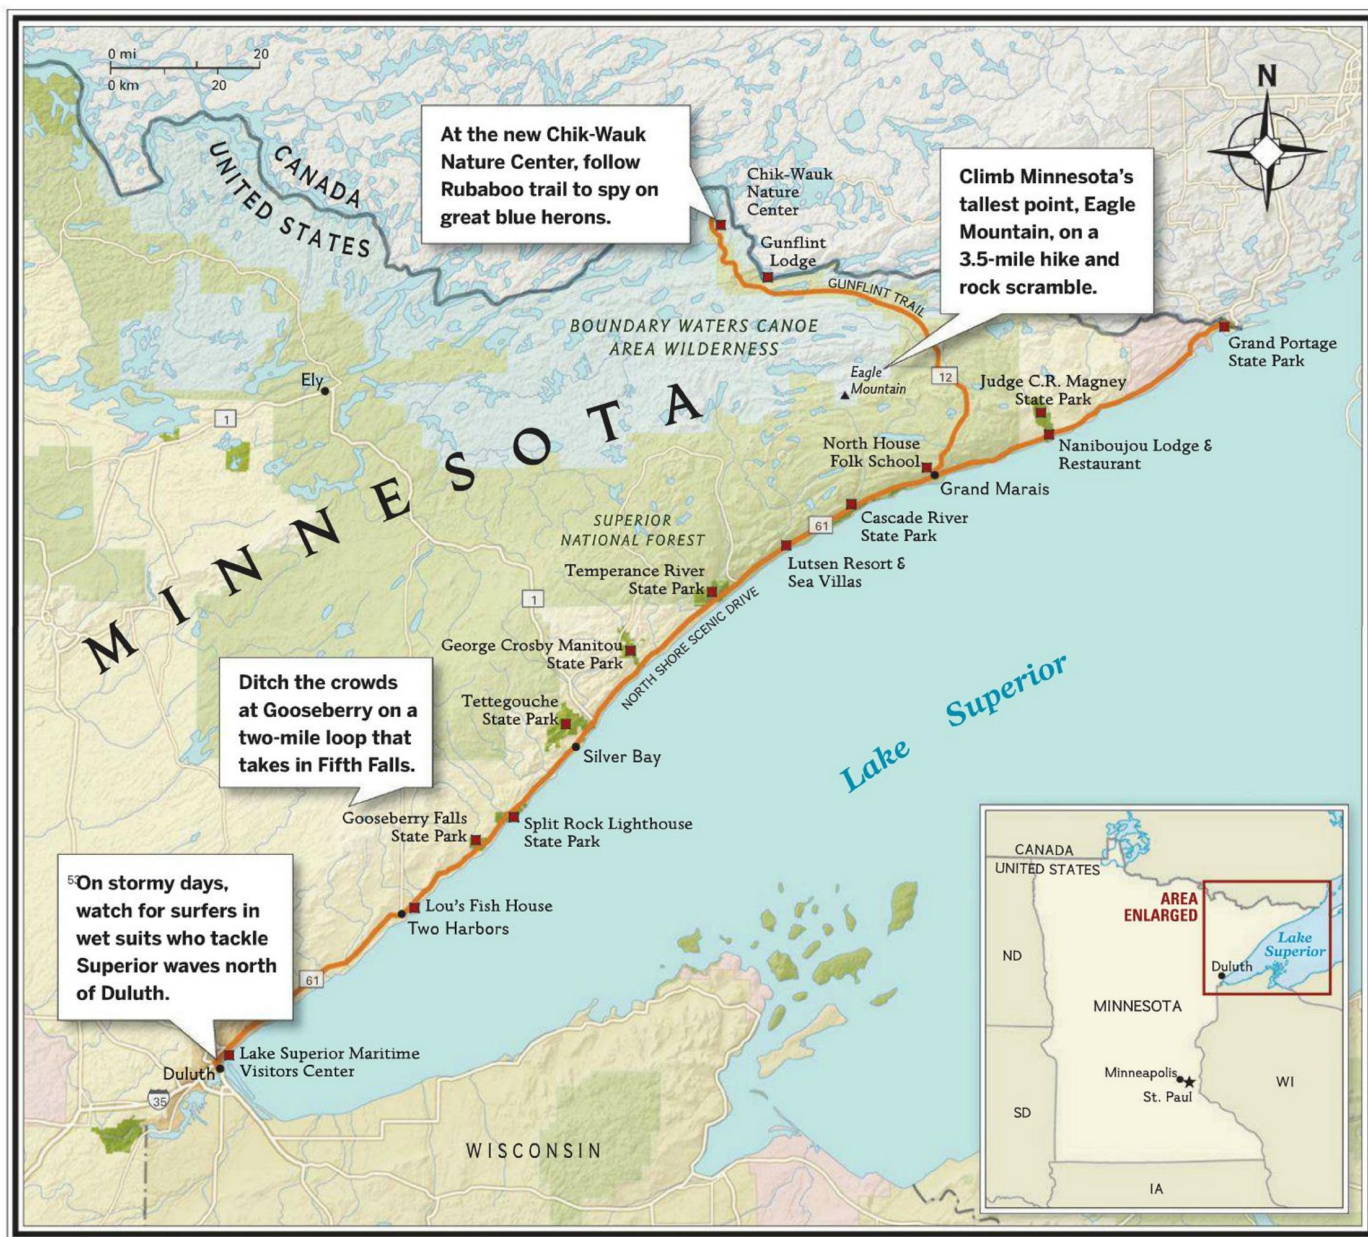 0 mi 20
0 km 20
N
CANADA
UNITED STATES
At the new Chik-Wauk
Nature Center, follow
Rubaboo trail to spy on
great blue herons.
Chik-Wauk
Nature
Center
Gunflint
Lodge
GUNFLINT TRAIL
Climb Minnesota’s
tallest point, Eagle
Mountain, on a
3.5-mile hike and
rock scramble.
Grand Portage
State Park
BOUNDARY WATERS CANOE
AREA WILDERNESS
Eagle
Mountain
12
Judge C.R. Magney
State Park
Ely
1
MINNESOTA
North House
Folk School
Naniboujou Lodge &
Restaurant
Grand Marais
Cascade River
State Park
61
SUPERIOR
NATIONAL FOREST
Lutsen Resort &
Sea Villas
Temperance River
State Park
1
NORTH SHORE SCENIC DRIVE
George Crosby Manitou
State Park
Lake Superior
Ditch the crowds
at Gooseberry on a
two-mile loop that
takes in Fifth Falls.
Tettegouche
State Park
Silver Bay
Gooseberry Falls
State Park
Split Rock Lighthouse
State Park
53
On stormy days,
watch for surfers in
wet suits who tackle
Superior waves north
of Duluth.
Lou's Fish House
Two Harbors
61
Lake Superior Maritime
Visitors Center
Duluth
35
WISCONSIN
CANADA
UNITED STATES
AREA
ENLARGED
Lake
Superior
ND
Duluth
MINNESOTA
Minneapolis
St. Paul
WI
SD
IA